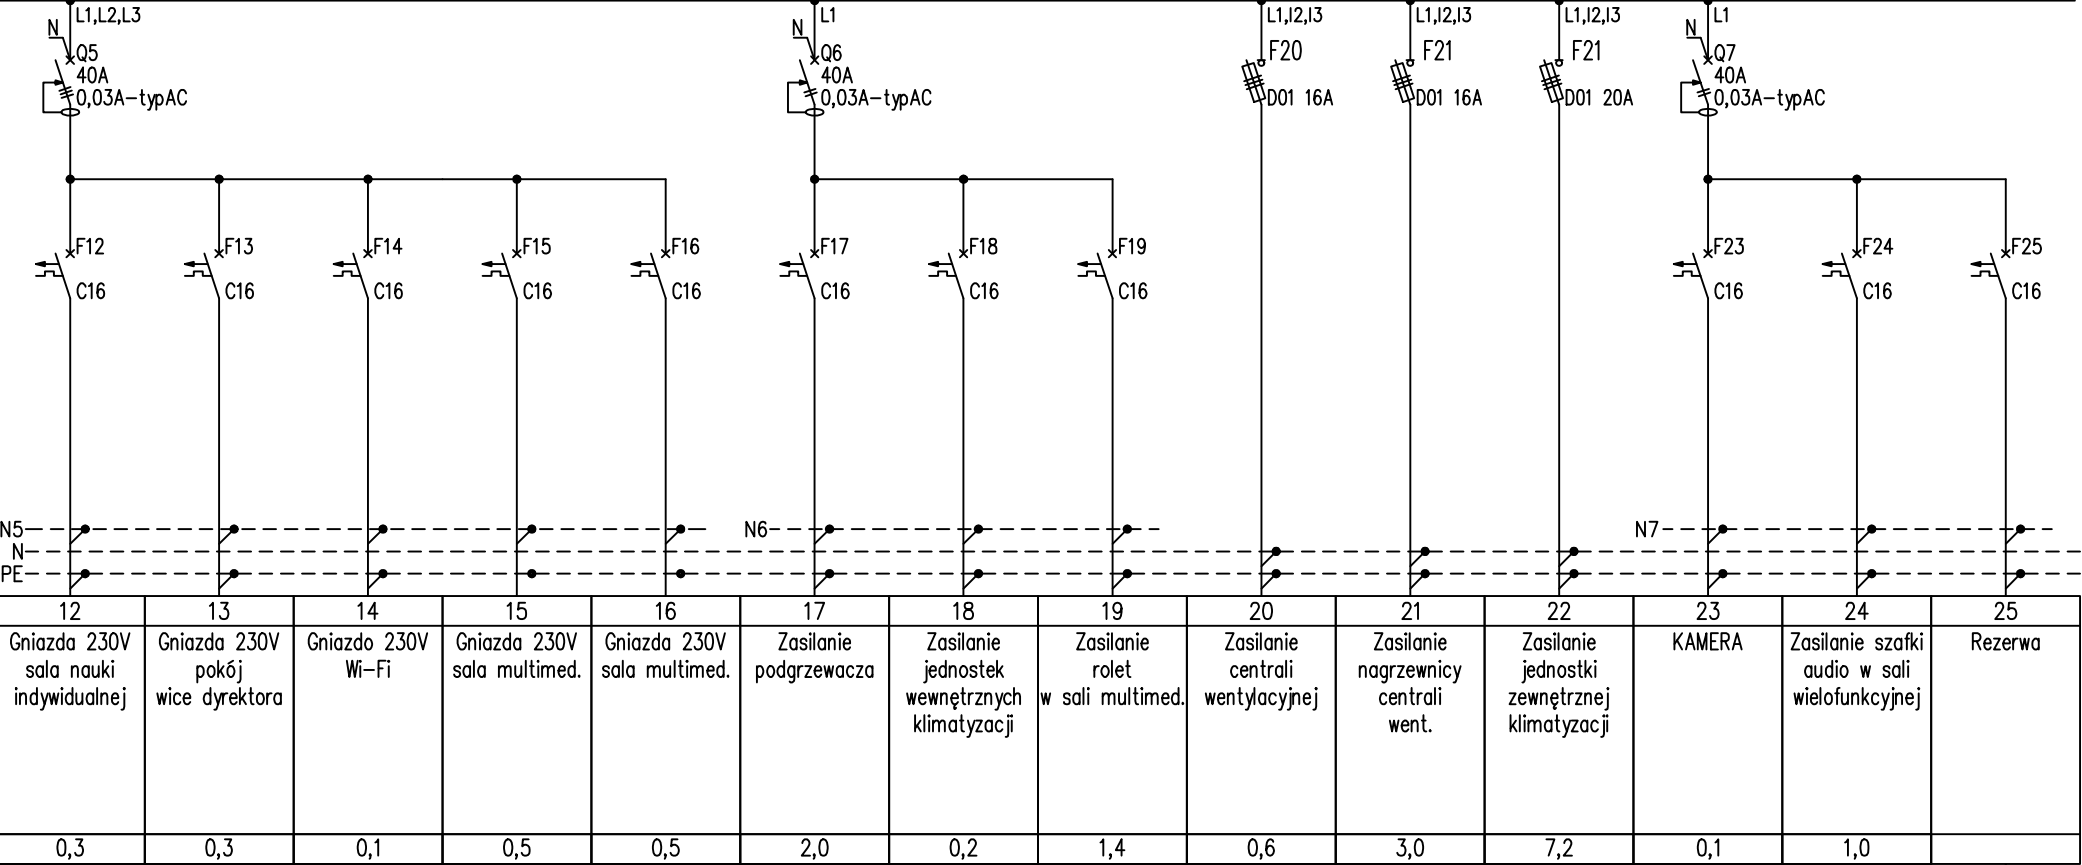 L1,L2,L3
N
Q5
40A
0,03A-typAC
L1
N
Q6
40A
0,03A-typAC
L1,l2,l3
F20
D01 16A
L1,l2,l3
F21
D01 16A
L1,l2,l3
F21
D01 20A
L1
N
Q7
40A
0,03A-typAC
F12
C16
F13
C16
F14
C16
F15
C16
F16
C16
F17
C16
F18
C16
F19
C16
F23
C16
F24
C16
F25
C16
N5
N6
N7
N
PE
12 13 14 15 16 17 18 19 20 21 22 23 24 25
Gniazda 230V
sala nauki
indywidualnej
Gniazda 230V
pokój
wice dyrektora
Gniazdo 230V
Wi-Fi
Gniazda 230V
sala multimed.
Gniazda 230V
sala multimed.
Zasilanie
podgrzewacza
Zasilanie
jednostek
wewnętrznych
klimatyzacji
Zasilanie
rolet
w sali multimed.
Zasilanie
centrali
wentylacyjnej
Zasilanie
nagrzewnicy
centrali
went.
Zasilanie
jednostki
zewnętrznej
klimatyzacji
KAMERA
Zasilanie szafki
audio w sali
wielofunkcyjnej
Rezerwa
0,3 0,3 0,1 0,5 0,5 2,0 0,2 1,4 0,6 3,0 7,2 0,1 1,0